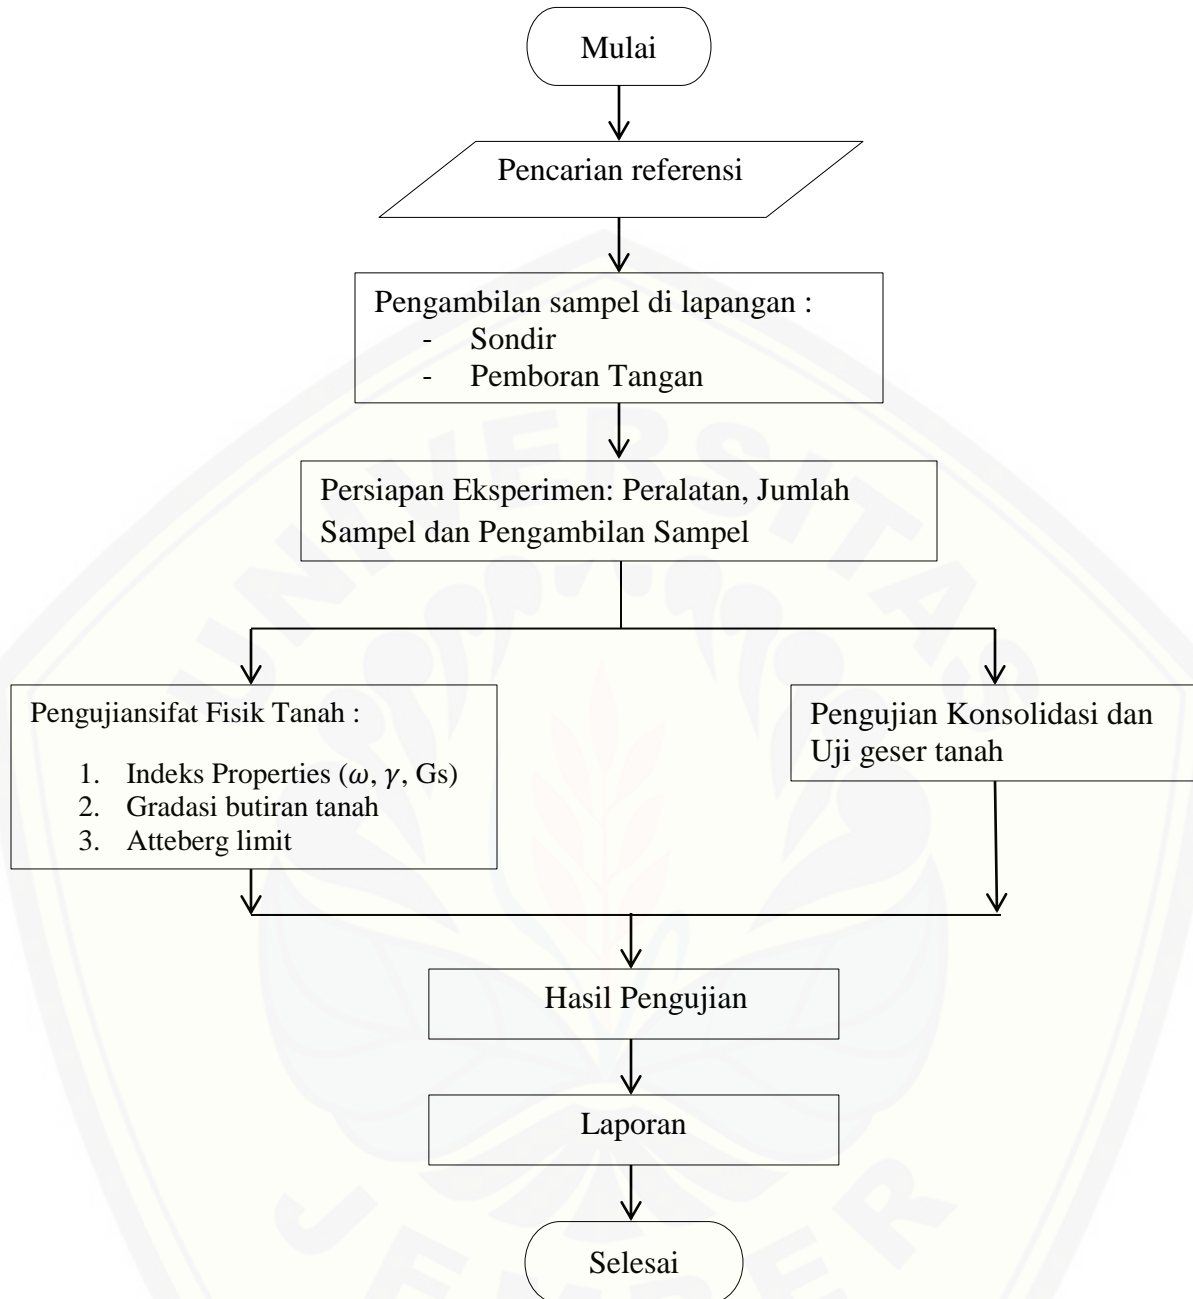 Mulai
Pencarian referensi
Pengambilan sampel di lapangan :
- Sondir
- Pemboran Tangan
Persiapan Eksperimen: Peralatan, Jumlah
Sampel dan Pengambilan Sampel
Pengujiansifat Fisik Tanah :
1. Indeks Properties (ω, γ, Gs)
2. Gradasi butiran tanah
3. Atteberg limit
Pengujian Konsolidasi dan
Uji geser tanah
Hasil Pengujian
Laporan
Selesai
UNIVERSITAS
JEMBER